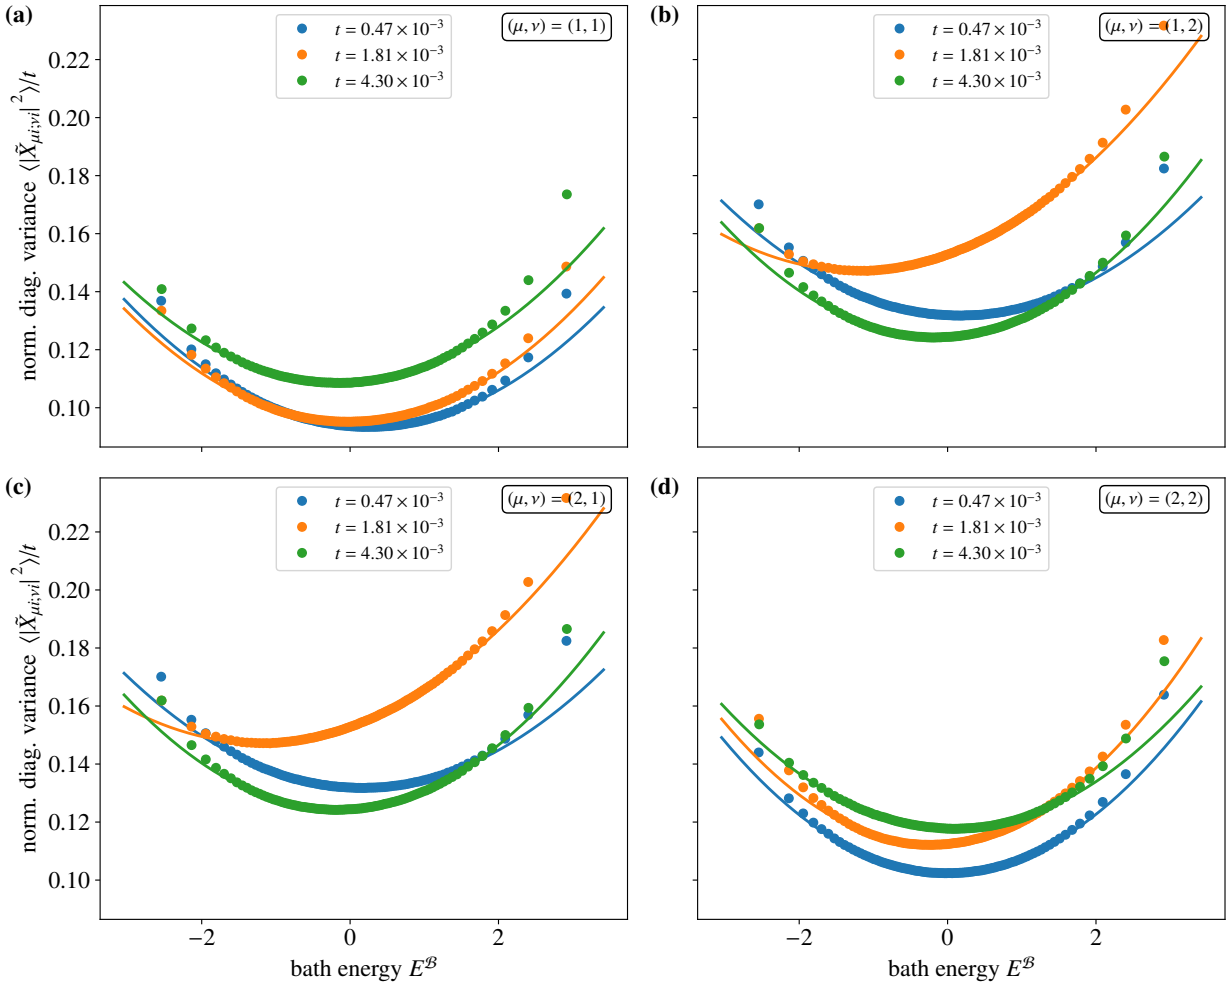 (a)
t = 0.47 × 10⁻³
t = 1.81 × 10⁻³
t = 4.30 × 10⁻³
(μ, ν) = (1, 1)
norm. diag. variance ⟨|X̃μi;νi|²⟩/t
0.22
0.20
0.18
0.16
0.14
0.12
0.10
(b)
t = 0.47 × 10⁻³
t = 1.81 × 10⁻³
t = 4.30 × 10⁻³
(μ, ν) = (1, 2)
(c)
t = 0.47 × 10⁻³
t = 1.81 × 10⁻³
t = 4.30 × 10⁻³
(μ, ν) = (2, 1)
norm. diag. variance ⟨|X̃μi;νi|²⟩/t
0.22
0.20
0.18
0.16
0.14
0.12
0.10
−2
0
2
bath energy Eᴮ
(d)
t = 0.47 × 10⁻³
t = 1.81 × 10⁻³
t = 4.30 × 10⁻³
(μ, ν) = (2, 2)
−2
0
2
bath energy Eᴮ